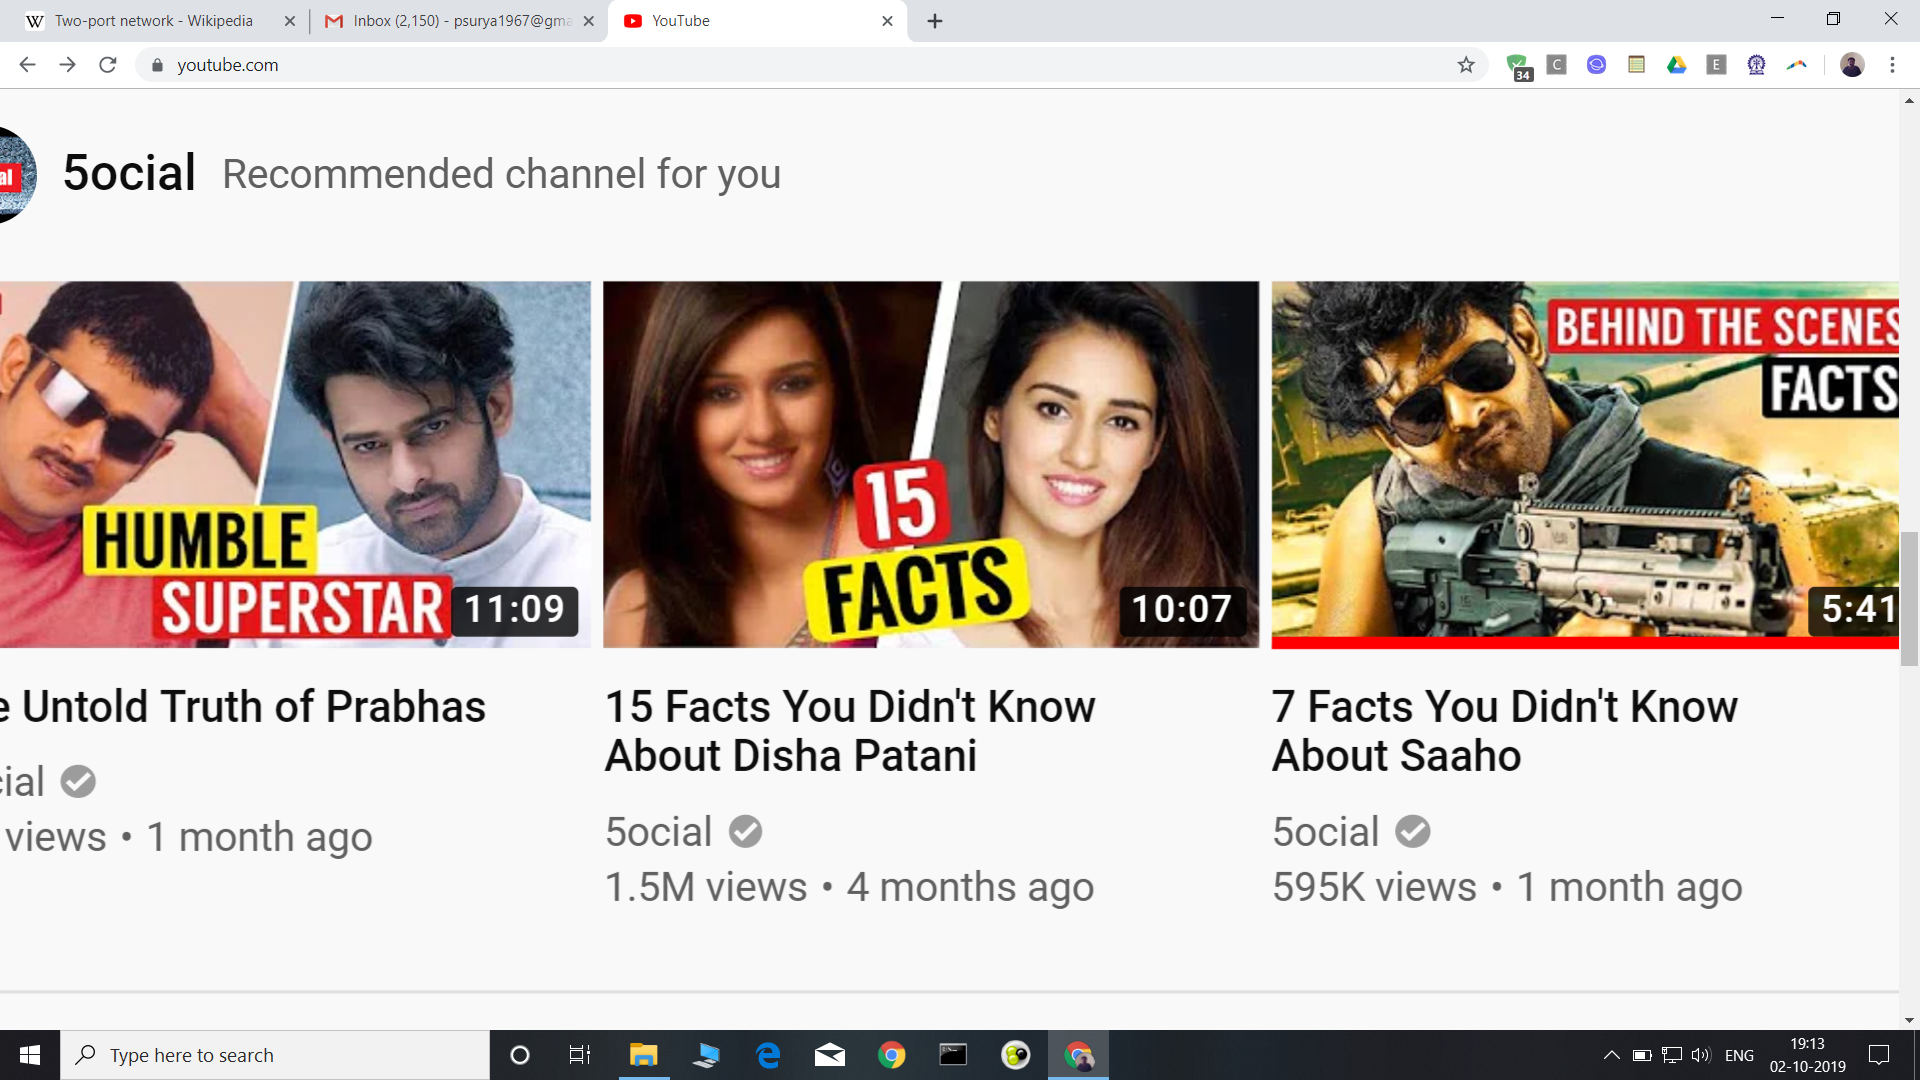 Two-port network - Wikipedia
Inbox (2,150) - psurya1967@gma
YouTube
youtube.com
34
C
E
al
5ocial
Recommended channel for you
HUMBLE
SUPERSTAR
11:09
15
FACTS
10:07
BEHIND THE SCENES
FACTS
5:41
e Untold Truth of Prabhas
cial
views • 1 month ago
15 Facts You Didn't Know
About Disha Patani
5ocial
1.5M views • 4 months ago
7 Facts You Didn't Know
About Saaho
5ocial
595K views • 1 month ago
Type here to search
ENG
19:13
02-10-2019